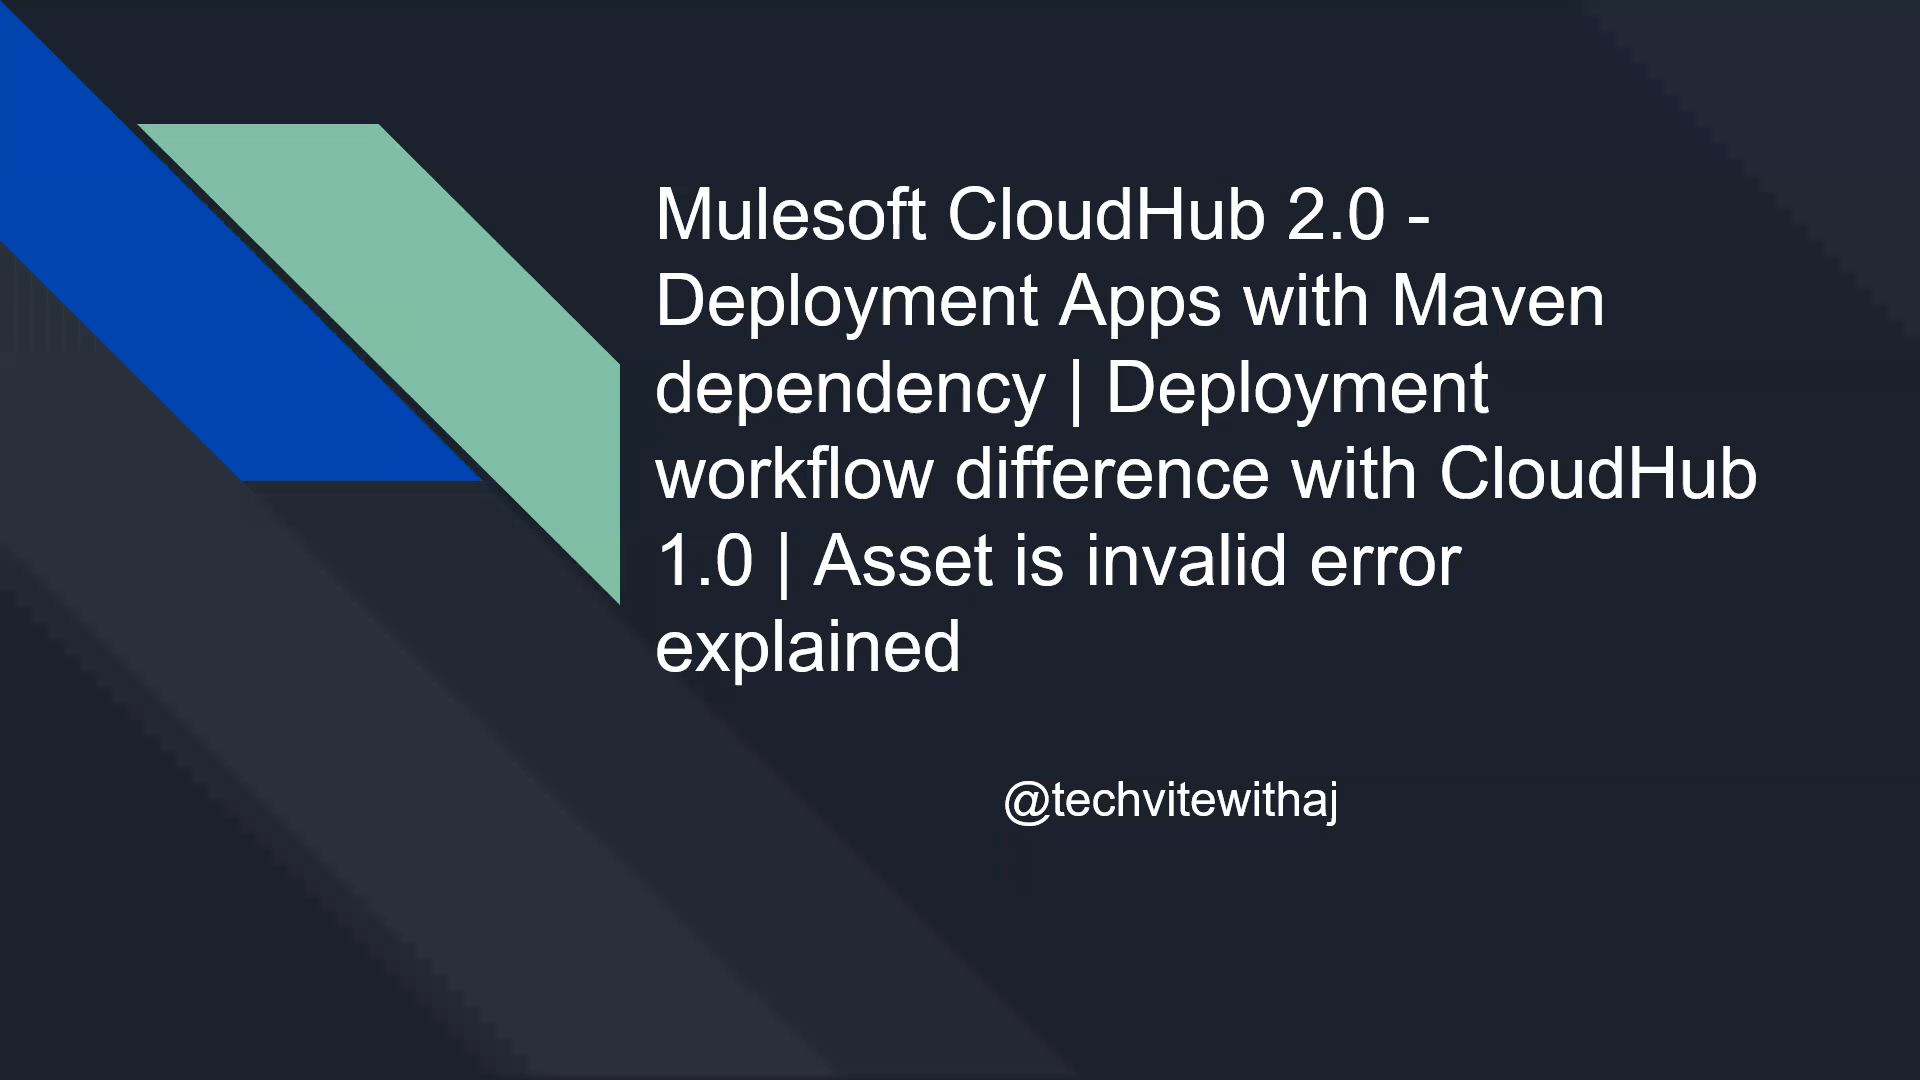 Mulesoft CloudHub 2.0 -
Deployment Apps with Maven
dependency | Deployment
workflow difference with CloudHub
1.0 | Asset is invalid error
explained
@techvitewithaj